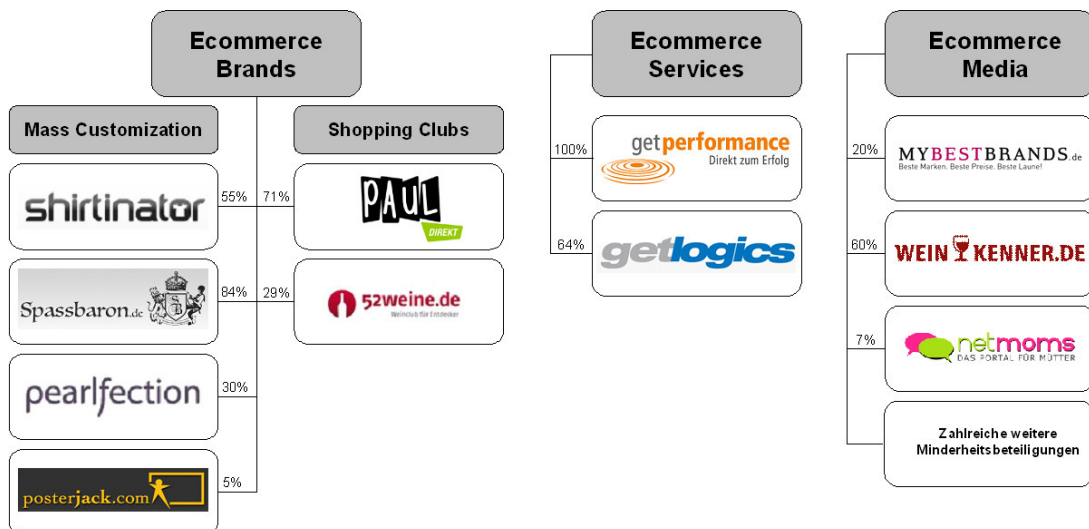 Ecommerce
Brands
Mass Customization
shirtinator
55%
Spassbaron.de
84%
pearlfection
30%
posterjack.com
5%
Shopping Clubs
71%
PAUL
DIREKT
29%
52weine.de
Weinclub für Entdecker
Ecommerce
Services
100%
getperformance
Direkt zum Erfolg
64%
getlogics
Ecommerce
Media
20%
MYBESTBRANDS.de
Beste Marken. Beste Preise. Beste Laune!
60%
WEIN KENNER.DE
7%
netmoms
DAS PORTAL FÜR MÜTTER
Zahlreiche weitere
Minderheitsbeteiligungen